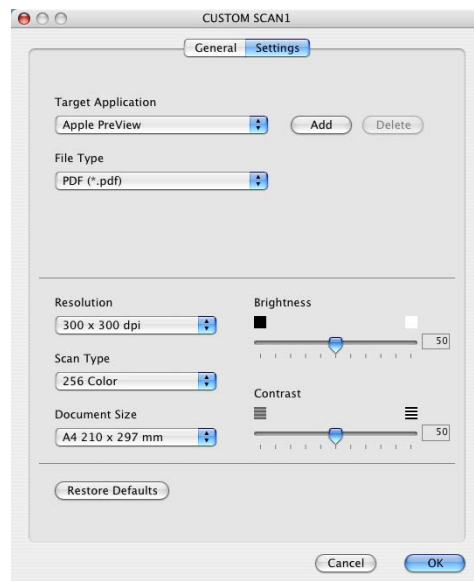 CUSTOM SCAN1
General Settings
Target Application
Apple PreView Add Delete
File Type
PDF (*.pdf)
Resolution
300 x 300 dpi
Scan Type
256 Color
Document Size
A4 210 x 297 mm
Brightness
50
Contrast
50
Restore Defaults
Cancel OK